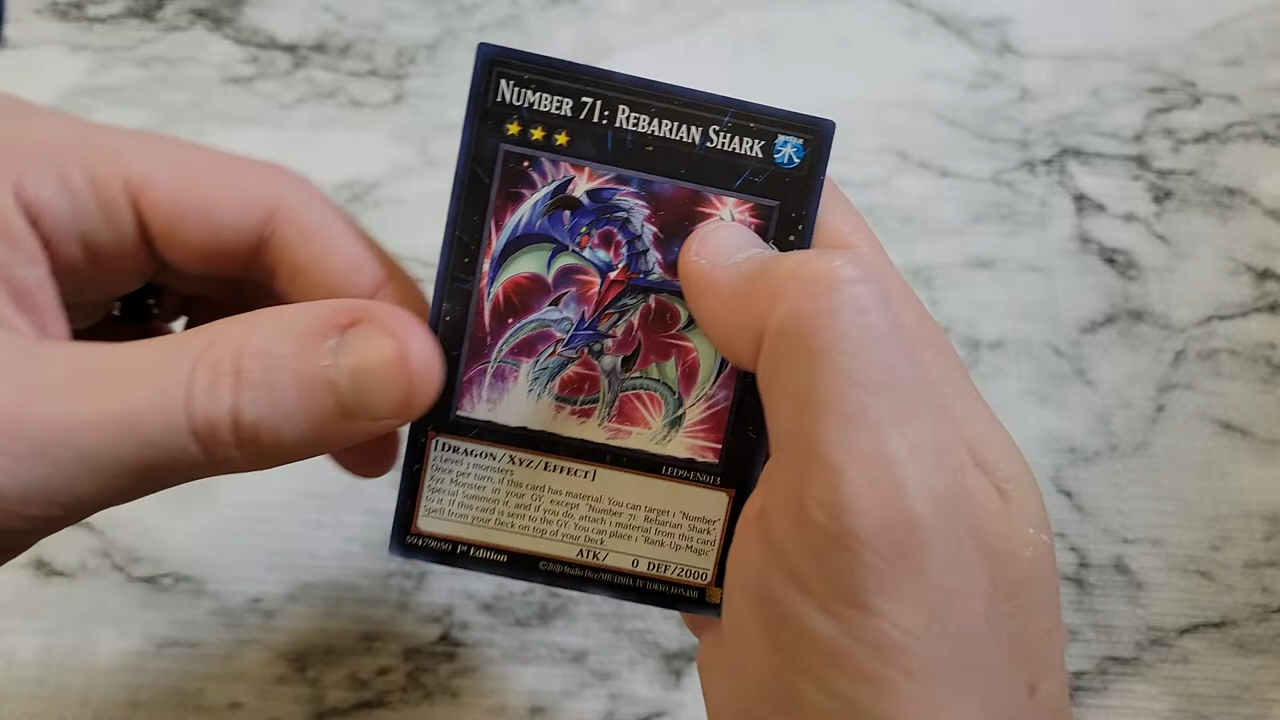 NUMBER 71: REBARIAN SHARK
WATER
水
[DRAGON/XYZ/EFFECT]
LED9-EN013
2 Level 3 monsters
Once per turn, if this card has material: You can target 1 "Number"
Xyz Monster in your GY, except "Number 71: Rebarian Shark";
Special Summon it, and if you do, attach 1 material from this card
to it. If this card is sent to the GY: You can place 1 "Rank-Up-Magic"
Spell from your Deck on top of your Deck.
ATK/ 0 DEF/2000
59479050 1st Edition
©2020 Studio Dice/SHUEISHA, TV TOKYO, KONAMI